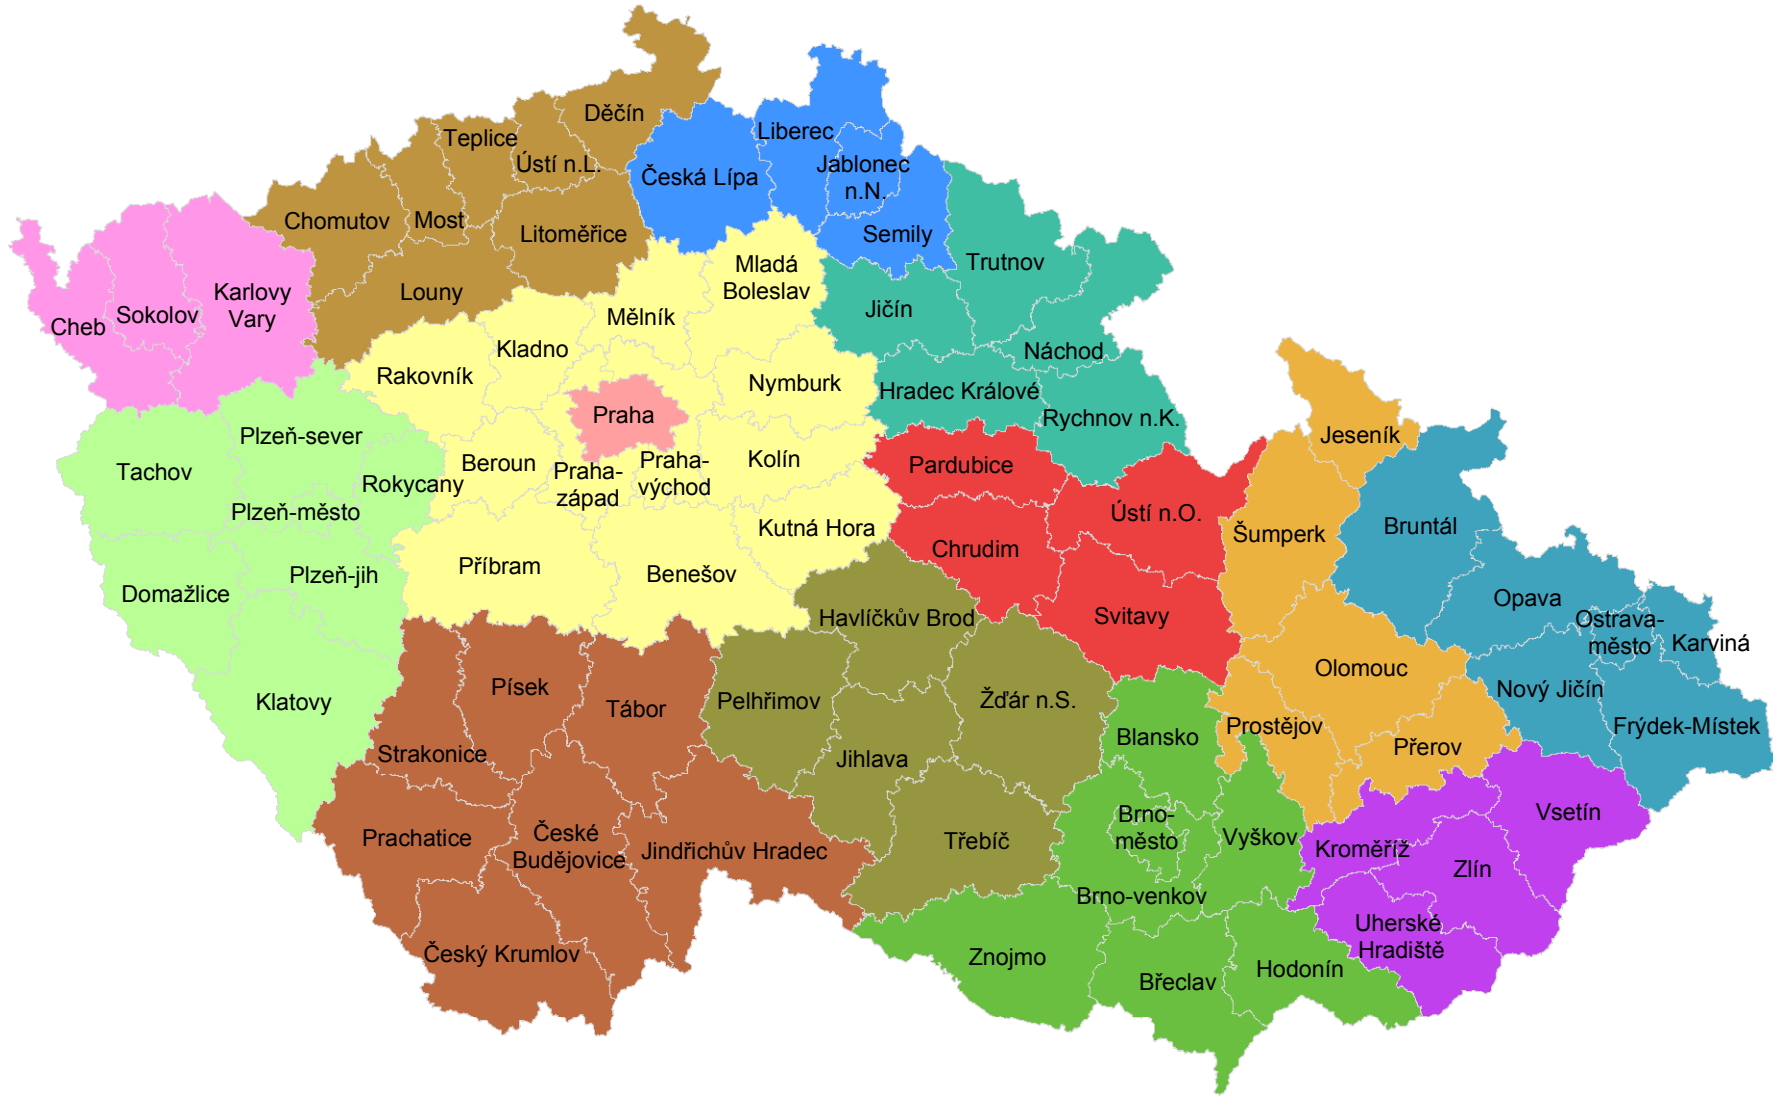 Děčín
Liberec
Teplice
Ústí n.L.
Česká Lípa
Jablonec
n.N.
Chomutov
Most
Litoměřice
Semily
Trutnov
Karlovy
Vary
Louny
Mladá
Boleslav
Jičín
Cheb
Sokolov
Mělník
Kladno
Náchod
Rakovník
Nymburk
Hradec Králové
Rychnov n.K.
Praha
Plzeň-sever
Jeseník
Tachov
Rokycany
Beroun
Praha-
západ
Praha-
východ
Kolín
Pardubice
Plzeň-město
Kutná Hora
Ústí n.O.
Šumperk
Bruntál
Chrudim
Domažlice
Plzeň-jih
Příbram
Benešov
Havlíčkův Brod
Svitavy
Opava
Ostrava-
město
Karviná
Klatovy
Písek
Tábor
Pelhřimov
Žďár n.S.
Olomouc
Nový Jičín
Strakonice
Jihlava
Blansko
Prostějov
Přerov
Frýdek-Místek
Prachatice
České
Budějovice
Jindřichův Hradec
Třebíč
Brno-
město
Vyškov
Kroměříž
Vsetín
Zlín
Brno-venkov
Uherské
Hradiště
Český Krumlov
Znojmo
Břeclav
Hodonín